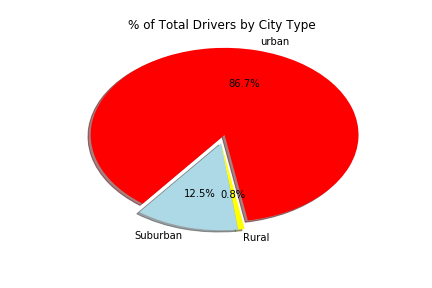 % of Total Drivers by City Type
urban
86.7%
12.5%
0.8%
Suburban
Rural